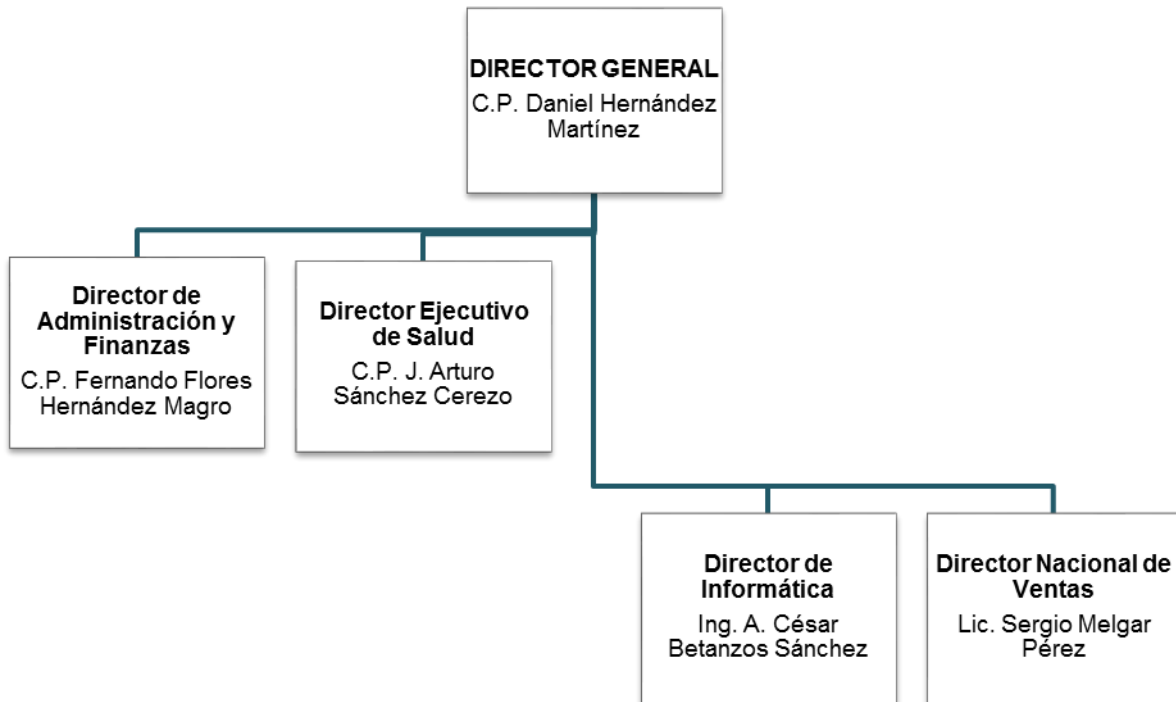 DIRECTOR GENERAL
C.P. Daniel Hernández
Martínez
Director de
Administración y
Finanzas
C.P. Fernando Flores
Hernández Magro
Director Ejecutivo
de Salud
C.P. J. Arturo
Sánchez Cerezo
Director de
Informática
Ing. A. César
Betanzos Sánchez
Director Nacional de
Ventas
Lic. Sergio Melgar
Pérez